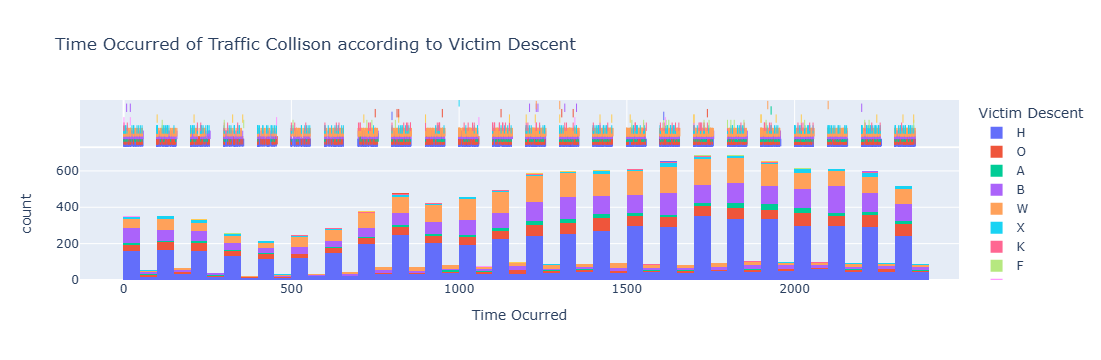 Time Occurred of Traffic Collison according to Victim Descent
Victim Descent
H
O
A
B
W
X
K
F
600
400
200
0
count
0
500
1000
1500
2000
Time Ocurred